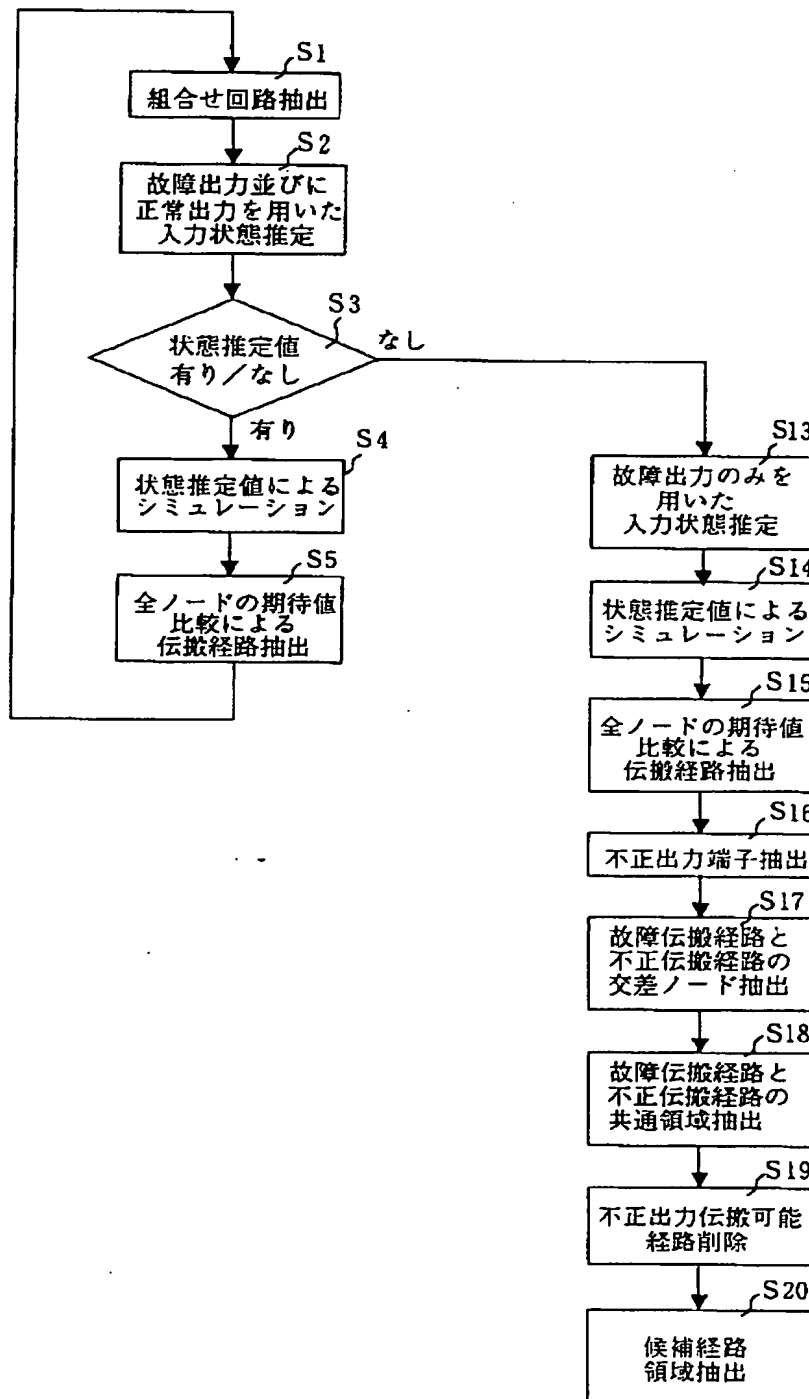 S1
組合せ回路抽出
S2
故障出力並びに
正常出力を用いた
入力状態推定
S3
状態推定値
有り／なし
なし
有り
S4
状態推定値による
シミュレーション
S5
全ノードの期待値
比較による
伝搬経路抽出
S13
故障出力のみを
用いた
入力状態推定
S14
状態推定値による
シミュレーション
S15
全ノードの期待値
比較による
伝搬経路抽出
S16
不正出力端子抽出
S17
故障伝搬経路と
不正伝搬経路の
交差ノード抽出
S18
故障伝搬経路と
不正伝搬経路の
共通領域抽出
S19
不正出力伝搬可能
経路削除
S20
候補経路
領域抽出